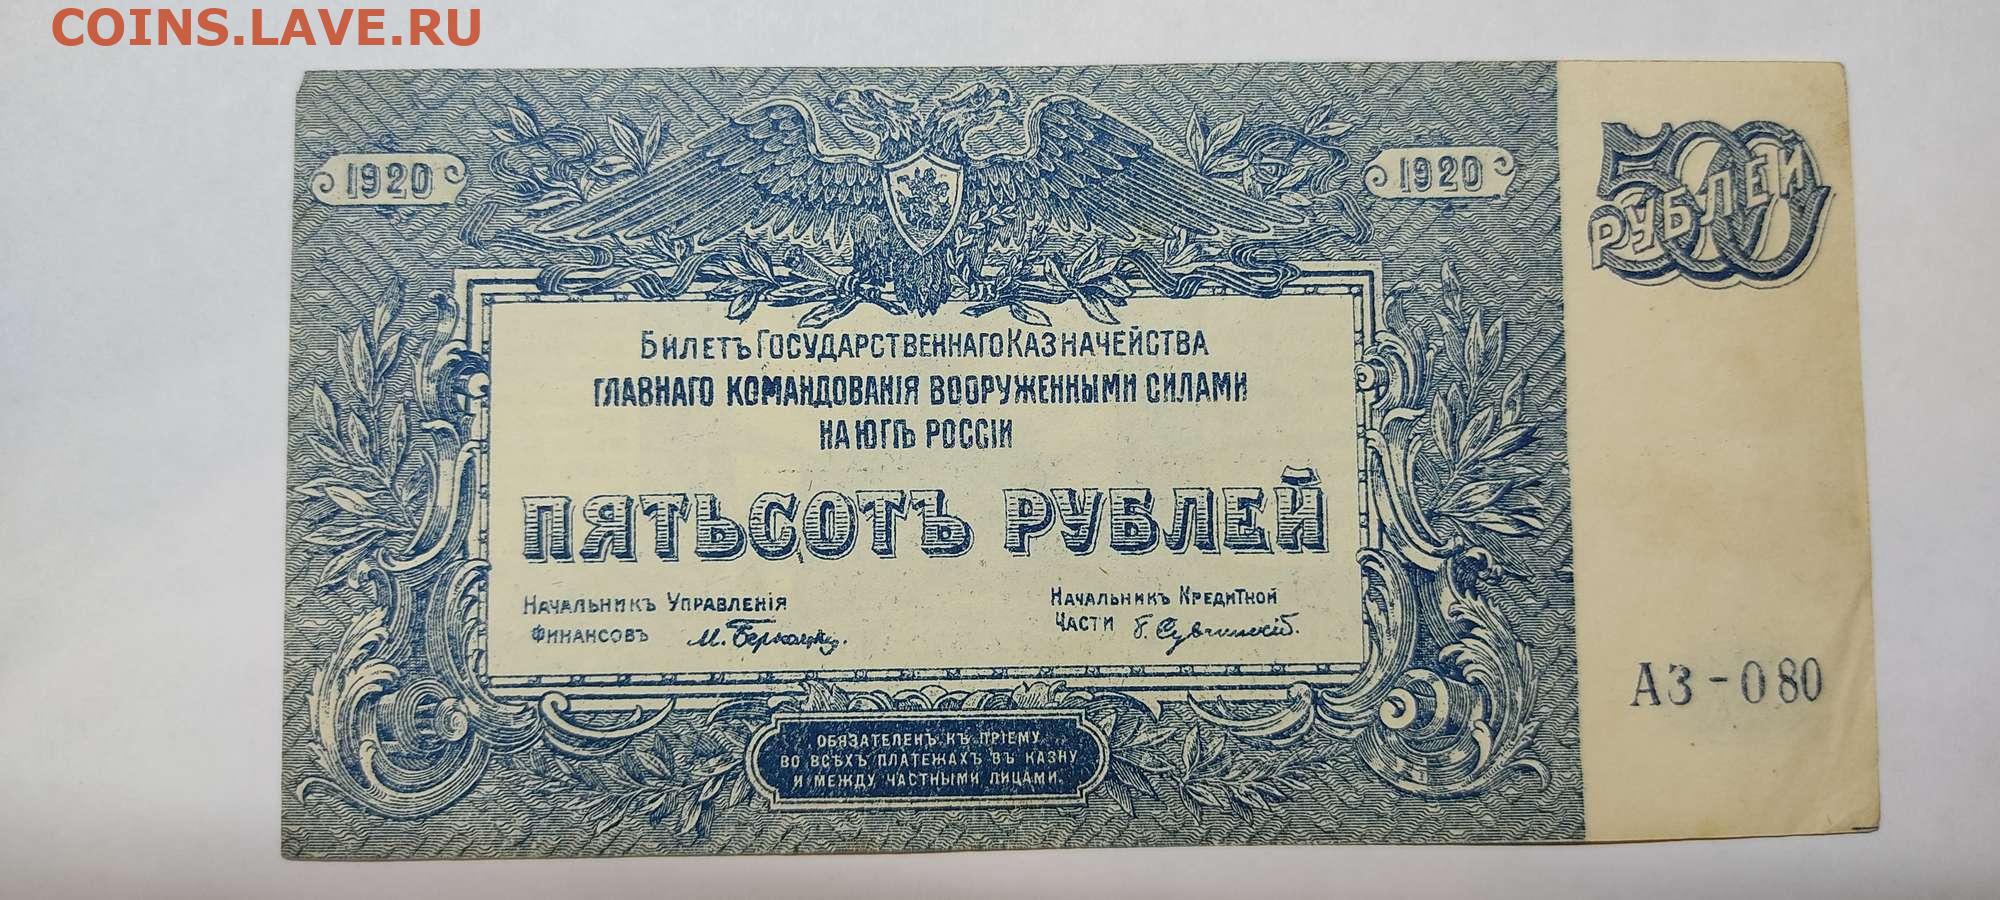 COINS.LAVE.RU
1920
1920
500
РУБЛЕЙ
БИЛЕТЪ ГОСУДАРСТВЕННАГО КАЗНАЧЕЙСТВА
ГЛАВНАГО КОМАНДОВАНІЯ ВООРУЖЕННЫМИ СИЛАМИ
НА ЮГѢ РОССІИ
ПЯТЬСОТЪ РУБЛЕЙ
НАЧАЛЬНИКЪ УПРАВЛЕНІЯ
ФИНАНСОВЪ М.
НАЧАЛЬНИКЪ КРЕДИТНОЙ
ЧАСТИ
АЗ-080
ОБЯЗАТЕЛЕНЪ КЪ ПРІЕМУ
ВО ВСѢХЪ ПЛАТЕЖАХЪ ВЪ КАЗНУ
И МЕЖДУ ЧАСТНЫМИ ЛИЦАМИ.